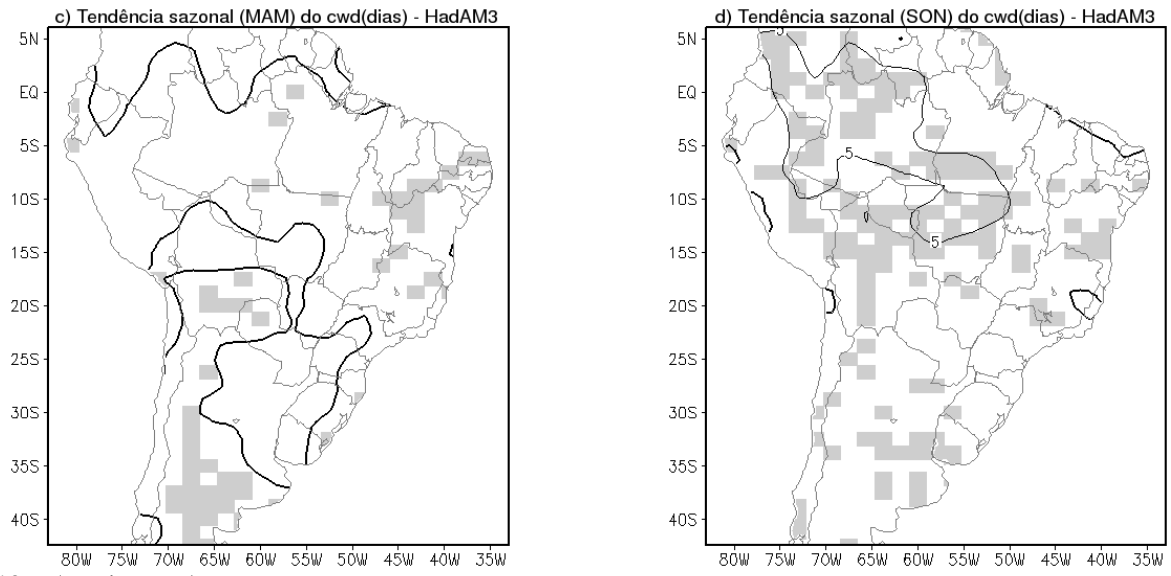 c) Tendência sazonal (MAM) do cwd(dias) - HadAM3
5N
EQ
5S
10S
15S
20S
25S
30S
35S
40S
80W 75W 70W 65W 60W 55W 50W 45W 40W 35W
d) Tendência sazonal (SON) do cwd(dias) - HadAM3
5N
EQ
5S
10S
15S
20S
25S
30S
35S
40S
5
5
5
80W 75W 70W 65W 60W 55W 50W 45W 40W 35W